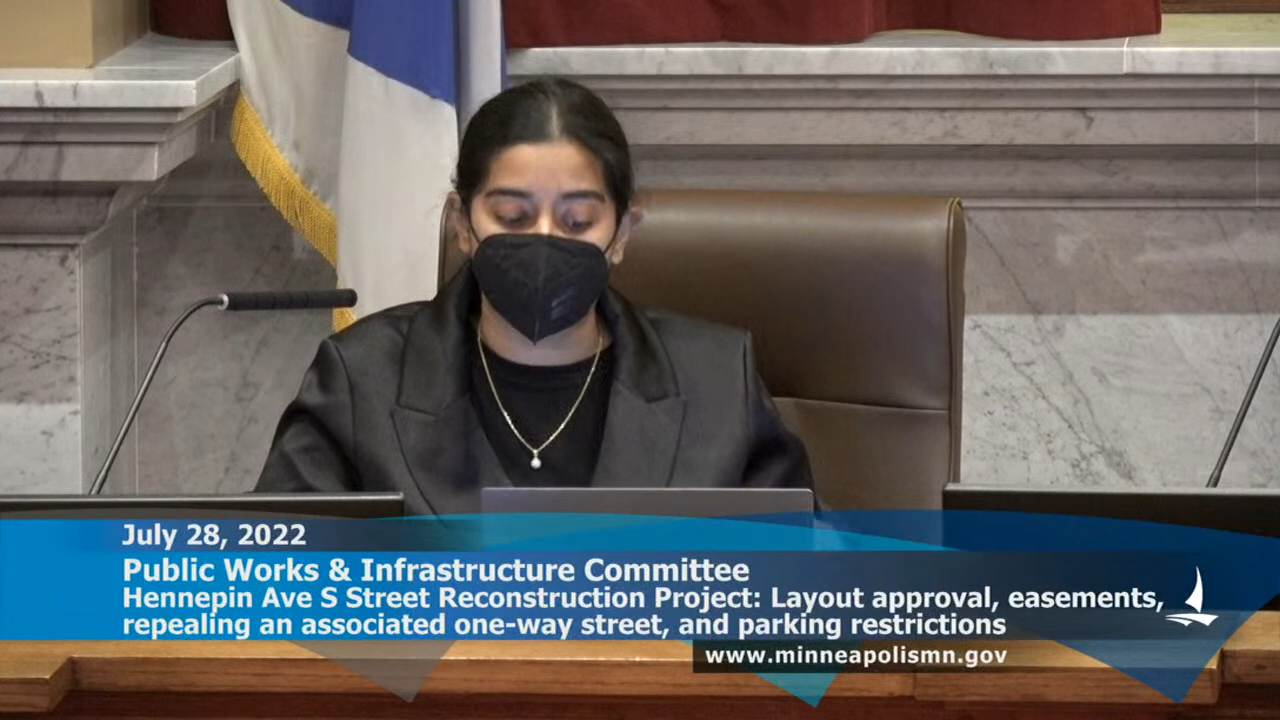 July 28, 2022
Public Works & Infrastructure Committee
Hennepin Ave S Street Reconstruction Project: Layout approval, easements,
repealing an associated one-way street, and parking restrictions
www.minneapolismn.gov